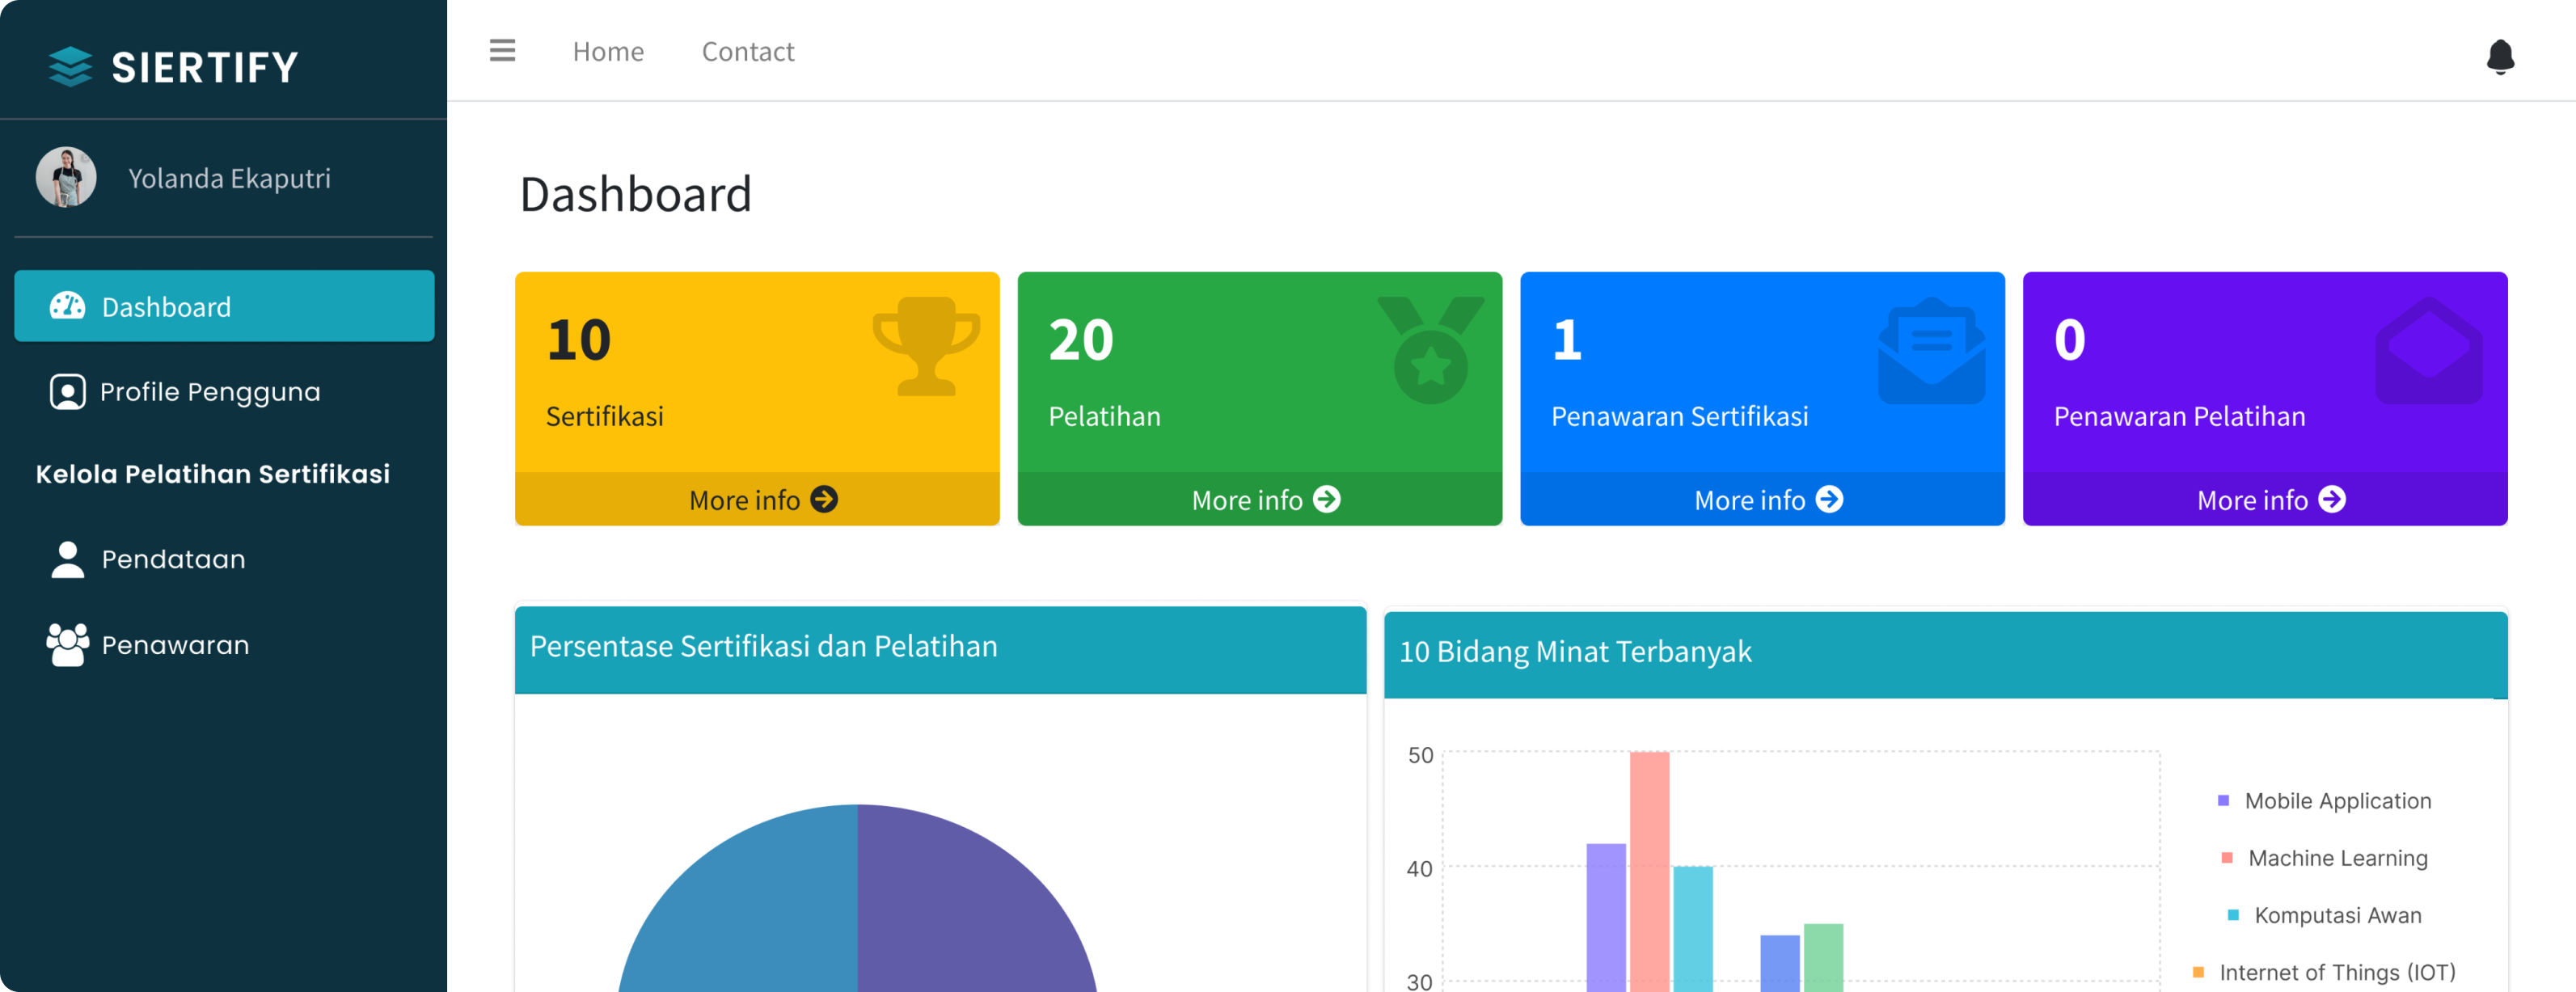 SIERTIFY
Home
Contact
Yolanda Ekaputri
Dashboard
Profile Pengguna
Kelola Pelatihan Sertifikasi
Pendataan
Penawaran
Dashboard
10
Sertifikasi
More info
20
Pelatihan
More info
1
Penawaran Sertifikasi
More info
0
Penawaran Pelatihan
More info
Persentase Sertifikasi dan Pelatihan
10 Bidang Minat Terbanyak
50
40
30
Mobile Application
Machine Learning
Komputasi Awan
Internet of Things (IOT)